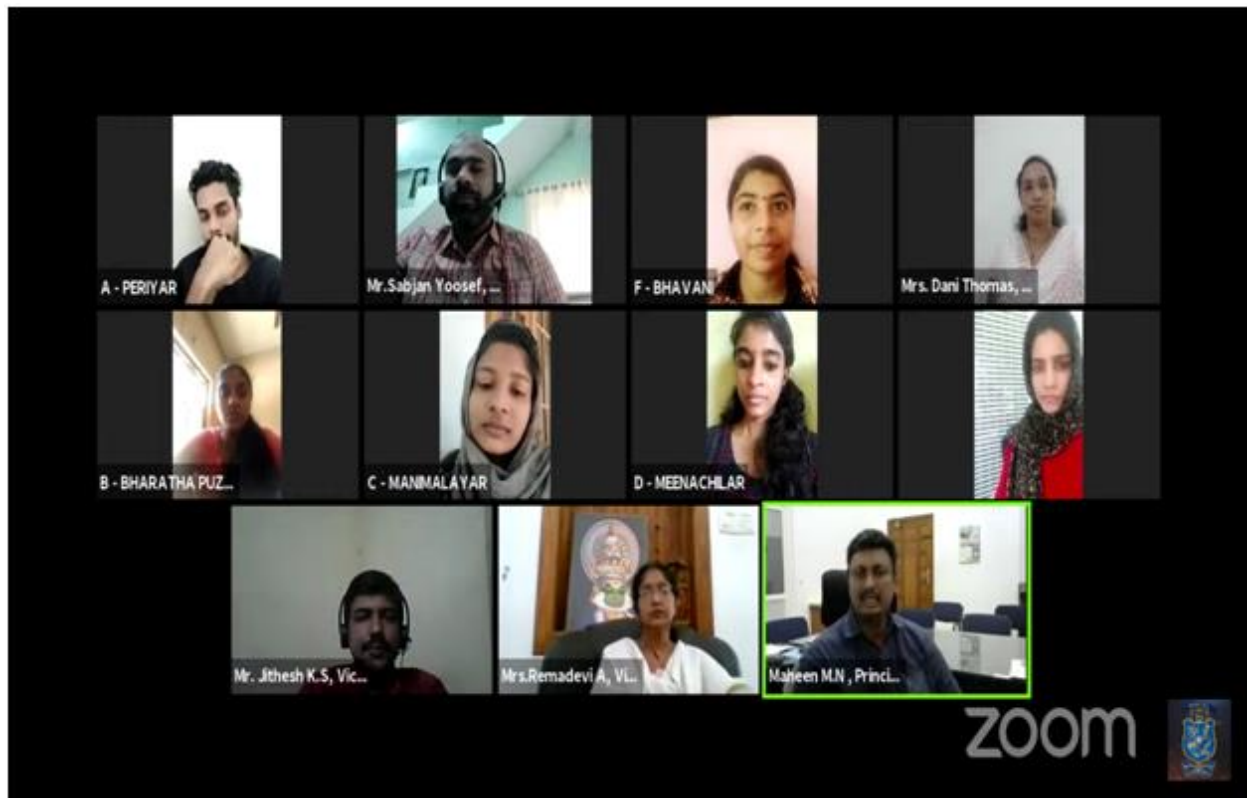 A - PERIYAR
Mr.Sabjan Yoosef, ...
F - BHAVANI
Mrs. Dani Thomas, ...
B - BHARATHA PUZ...
C - MANIMALAYAR
D - MEENACHILAR
Mr. Jithesh K.S, Vic...
Mrs.Remadevi A, Vi...
Maheen M.N , Princi...
zoom